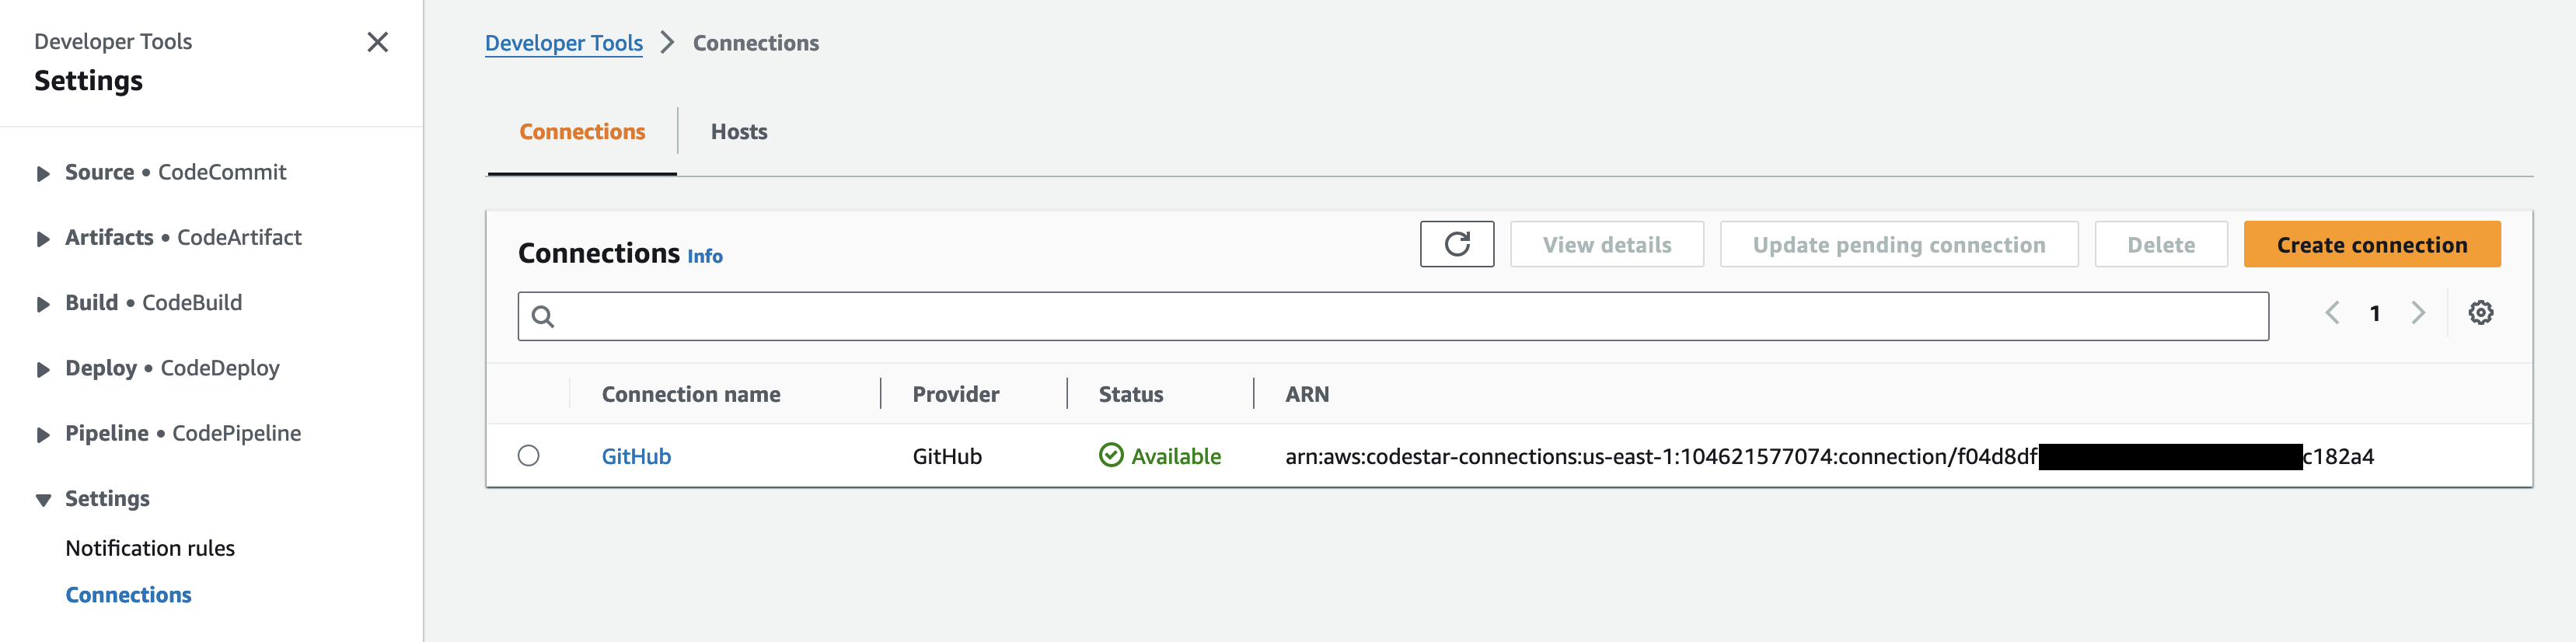 Developer Tools
Settings
Source • CodeCommit
Artifacts • CodeArtifact
Build • CodeBuild
Deploy • CodeDeploy
Pipeline • CodePipeline
Settings
Notification rules
Connections
Developer Tools > Connections
Connections
Hosts
Connections Info
View details
Update pending connection
Delete
Create connection
1
Connection name
Provider
Status
ARN
GitHub
GitHub
Available
arn:aws:codestar-connections:us-east-1:104621577074:connection/f04d8df c182a4